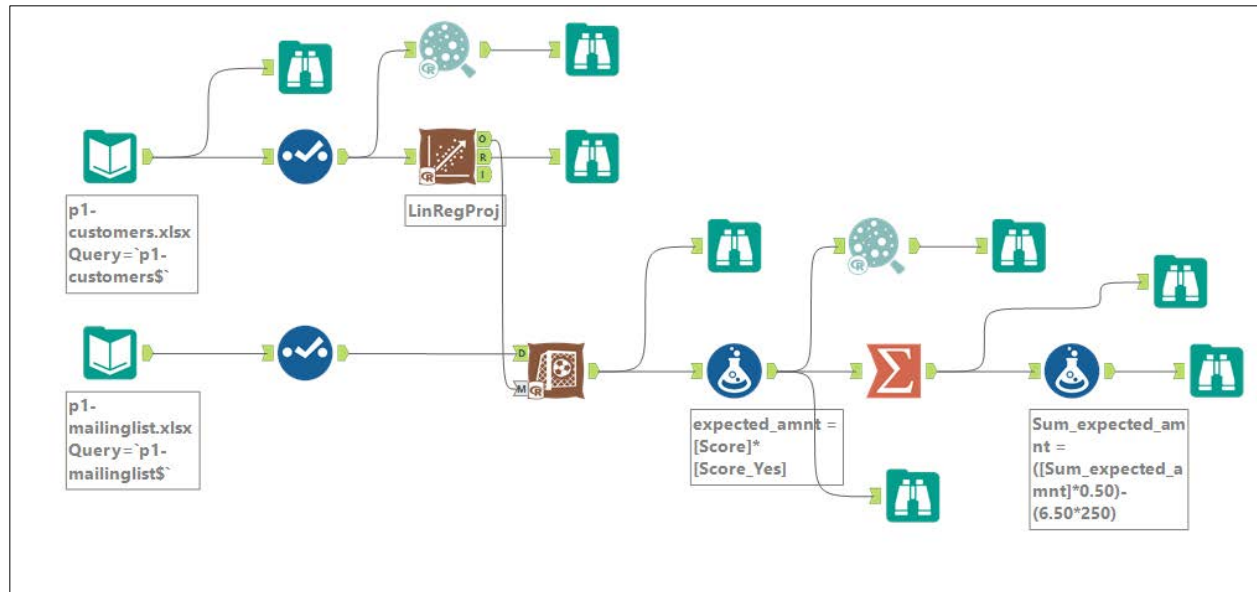 p1-
customers.xlsx
Query=`p1-
customers$`
O
R
I
R
R
LinRegProj
p1-
mailinglist.xlsx
Query=`p1-
mailinglist$`
D
M
R
R
expected_amnt =
[Score]*
[Score_Yes]
Sum_expected_am
nt =
([Sum_expected_a
mnt]*0.50)-
(6.50*250)